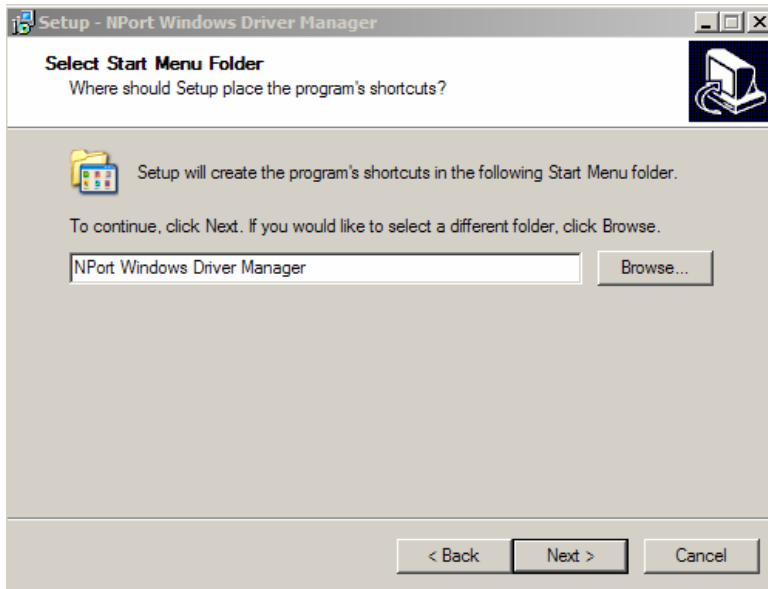 Setup - NPort Windows Driver Manager
Select Start Menu Folder
Where should Setup place the program's shortcuts?
Setup will create the program's shortcuts in the following Start Menu folder.
To continue, click Next. If you would like to select a different folder, click Browse.
NPort Windows Driver Manager
Browse...
< Back
Next >
Cancel